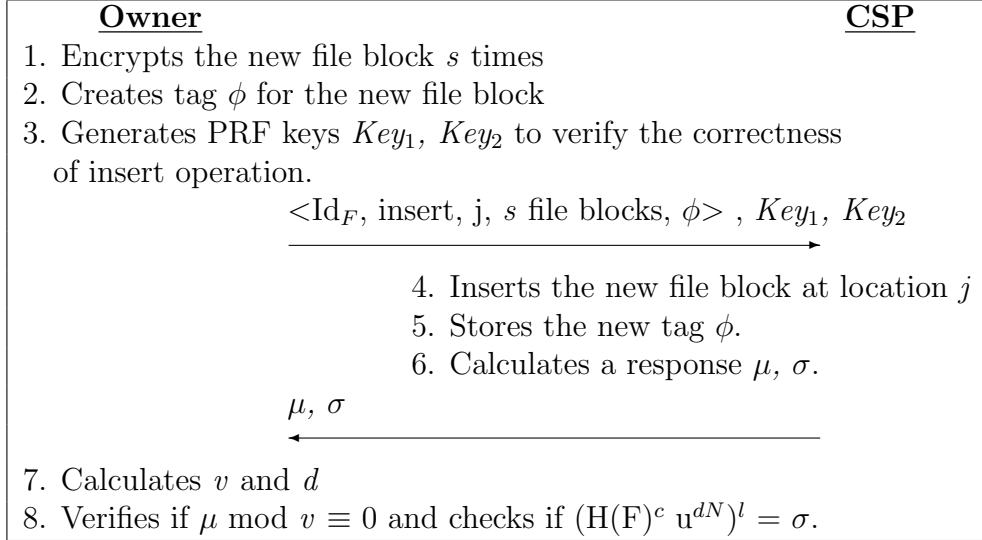 Owner CSP
1. Encrypts the new file block s times
2. Creates tag ϕ for the new file block
3. Generates PRF keys Key₁, Key₂ to verify the correctness
of insert operation.
<Id_F, insert, j, s file blocks, ϕ> , Key₁, Key₂
4. Inserts the new file block at location j
5. Stores the new tag ϕ.
6. Calculates a response μ, σ.
μ, σ
7. Calculates v and d
8. Verifies if μ mod v ≡ 0 and checks if (H(F)^c u^{dN})^l = σ.